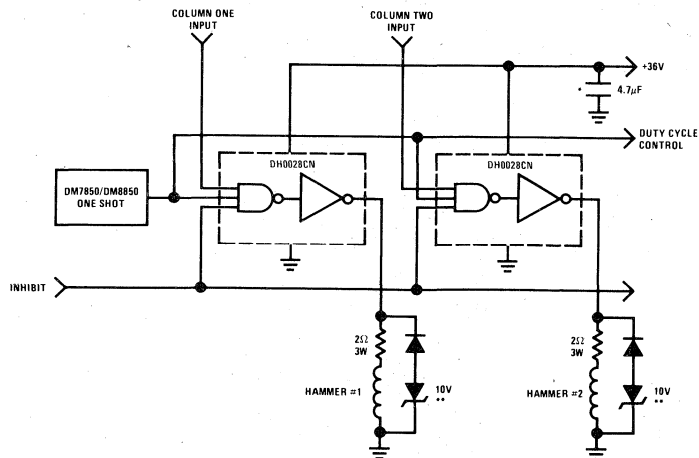 COLUMN ONE
INPUT
COLUMN TWO
INPUT
+36V
4.7μF
DUTY CYCLE
CONTROL
DH0028CN
DH0028CN
DM7850/DM8850
ONE SHOT
INHIBIT
2Ω
3W
HAMMER #1
10V
2Ω
3W
HAMMER #2
10V